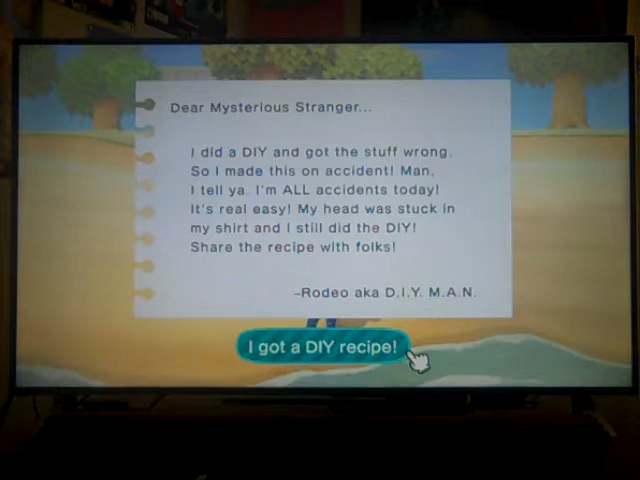 Dear Mysterious Stranger...
I did a DIY and got the stuff wrong.
So I made this on accident! Man,
I tell ya. I'm ALL accidents today!
It's real easy! My head was stuck in
my shirt and I still did the DIY!
Share the recipe with folks!
–Rodeo aka D.I.Y. M.A.N.
I got a DIY recipe!